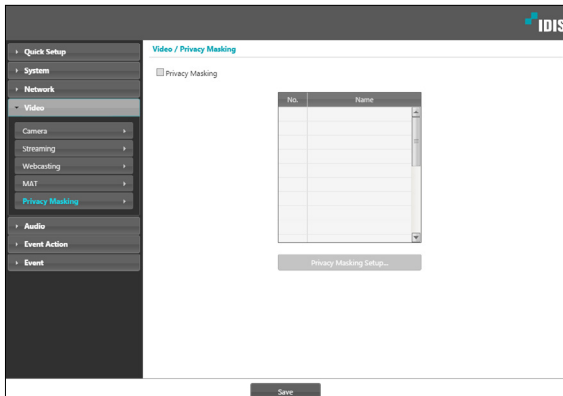 IDIS
Quick Setup
System
Network
Video
Camera
Streaming
Webcasting
MAT
Privacy Masking
Audio
Event Action
Event
Video / Privacy Masking
Privacy Masking
No. Name
Privacy Masking Setup...
Save